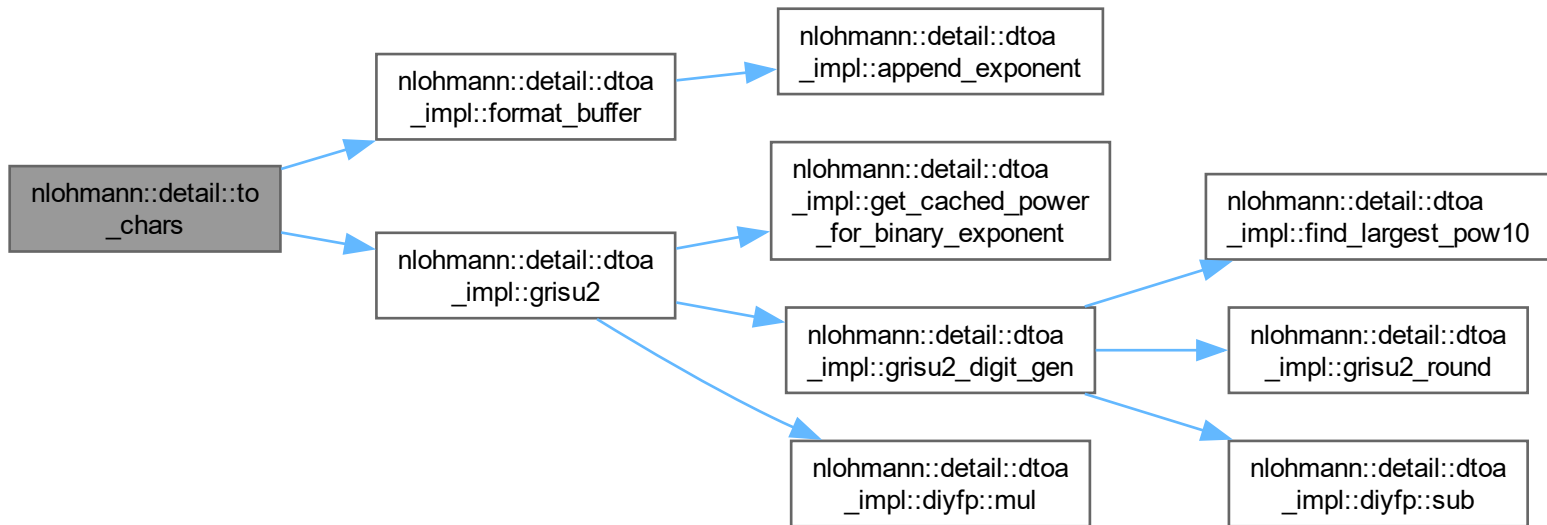 nlohmann::detail::to
_chars
nlohmann::detail::dtoa
_impl::format_buffer
nlohmann::detail::dtoa
_impl::append_exponent
nlohmann::detail::dtoa
_impl::grisu2
nlohmann::detail::dtoa
_impl::get_cached_power
_for_binary_exponent
nlohmann::detail::dtoa
_impl::grisu2_digit_gen
nlohmann::detail::dtoa
_impl::find_largest_pow10
nlohmann::detail::dtoa
_impl::grisu2_round
nlohmann::detail::dtoa
_impl::diyfp::sub
nlohmann::detail::dtoa
_impl::diyfp::mul